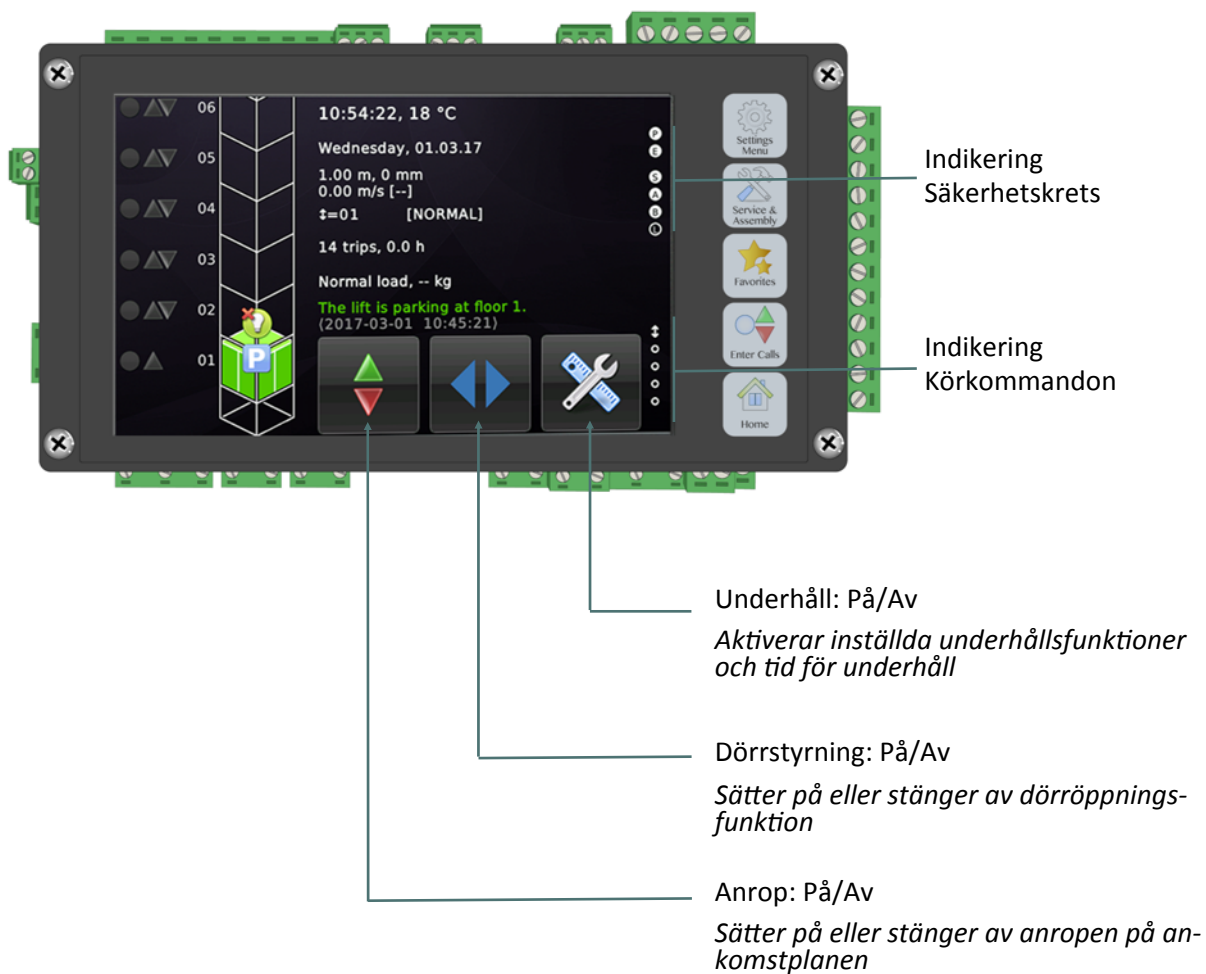 06
05
04
03
02
01
P
10:54:22, 18 °C
Wednesday, 01.03.17
1.00 m, 0 mm
0.00 m/s [--]
↕=01 [NORMAL]
14 trips, 0.0 h
Normal load, -- kg
The lift is parking at floor 1.
(2017-03-01 10:45:21)
P
E
S
A
B
L
Settings
Menu
Service &
Assembly
Favorites
Enter Calls
Home
Indikering
Säkerhetskrets
Indikering
Körkommandon
Underhåll: På/Av
Aktiverar inställda underhållsfunktioner
och tid för underhåll
Dörrstyrning: På/Av
Sätter på eller stänger av dörröppnings-
funktion
Anrop: På/Av
Sätter på eller stänger av anropen på an-
komstplanen